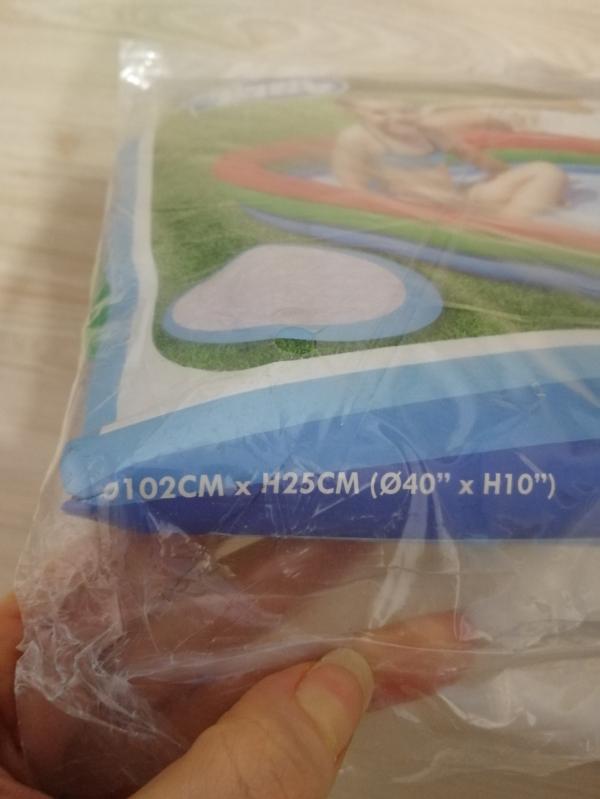 Ø102CM x H25CM (Ø40” x H10”)